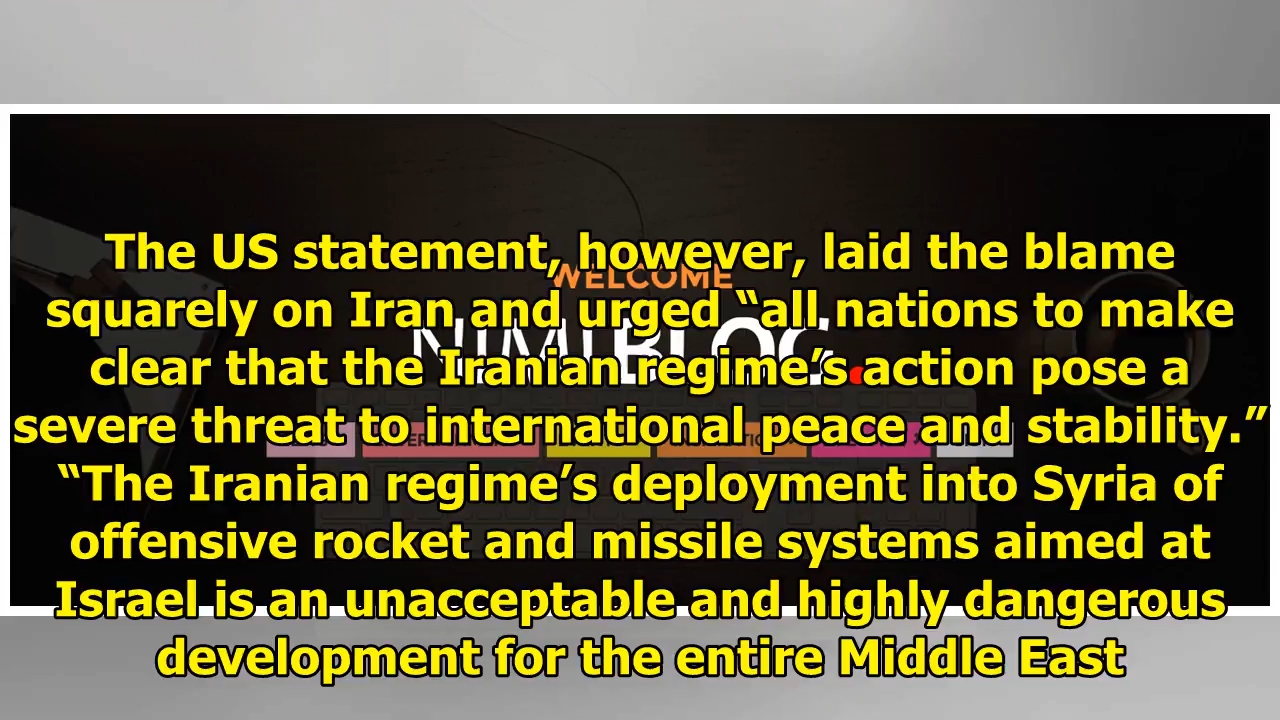 The US statement, however, laid the blame
WELCOME
squarely on Iran and urged “all nations to make
NIMIBLOG.
clear that the Iranian regime’s action pose a
severe threat to international peace and stability.”
“The Iranian regime’s deployment into Syria of
offensive rocket and missile systems aimed at
Israel is an unacceptable and highly dangerous
development for the entire Middle East